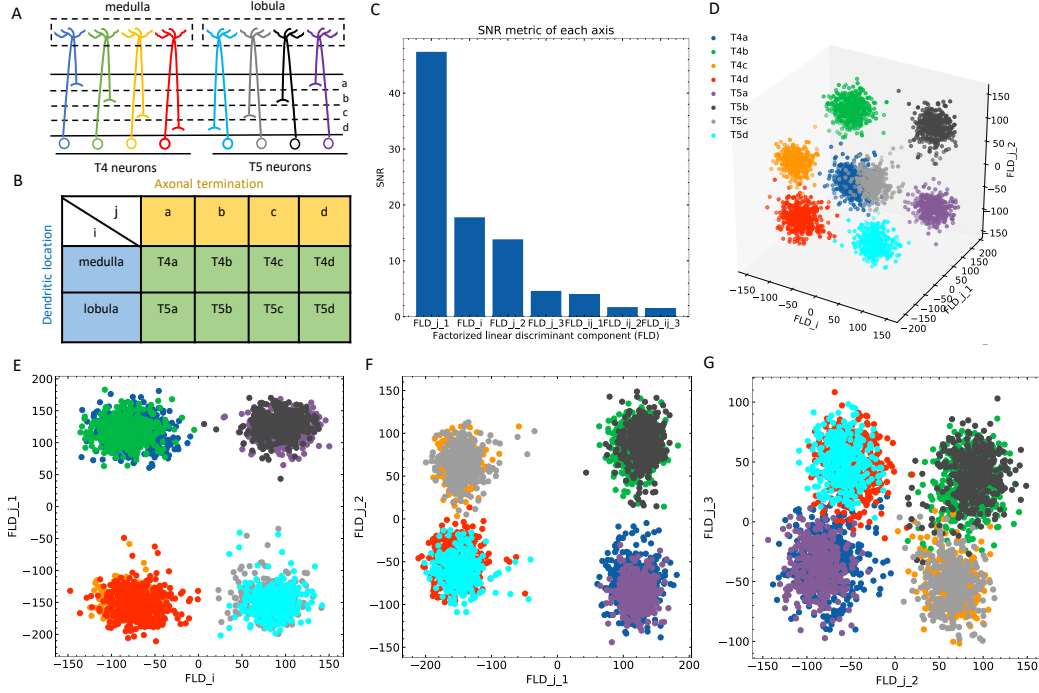 A
medulla
lobula
a
b
c
d
T4 neurons
T5 neurons
B
Axonal termination
Dendritic location
j
i
a
b
c
d
medulla
T4a
T4b
T4c
T4d
lobula
T5a
T5b
T5c
T5d
C
SNR metric of each axis
SNR
40
30
20
10
0
FLD_j_1
FLD_i
FLD_j_2
FLD_j_3
FLD_ij_1
FLD_ij_2
FLD_ij_3
Factorized linear discriminant component (FLD)
D
T4a
T4b
T4c
T4d
T5a
T5b
T5c
T5d
150
100
50
0
−50
−100
−150
FLD_j_2
−150
−100
−50
0
50
100
150
FLD_i
−200
−150
−100
−50
0
50
100
150
200
FLD_j_1
E
200
150
100
50
0
−50
−100
−150
−200
FLD_j_1
−150
−100
−50
0
50
100
150
FLD_i
F
200
150
100
50
0
−50
−100
−150
FLD_j_2
−200
−100
0
100
200
FLD_j_1
G
100
50
0
−50
−100
FLD_j_3
−150
−100
−50
0
50
100
150
FLD_j_2